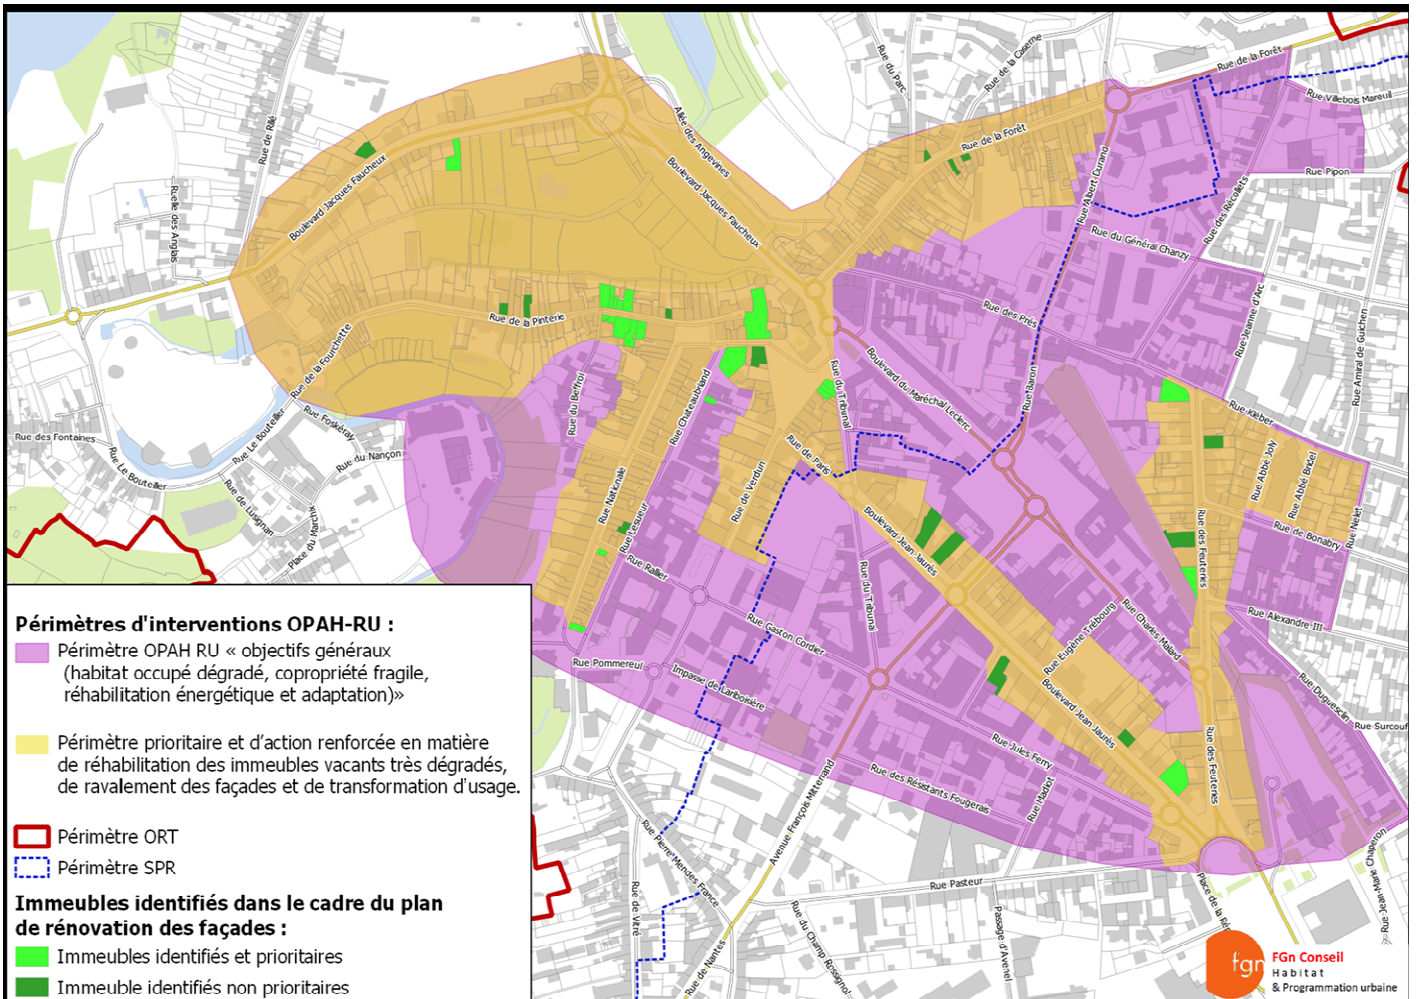 Rue du Parc
Rue de la Caserne
Rue de la Forêt
Rue Villebois Mareuil
Allée des Angevines
Rue de Rillé
Rue de la Forêt
Boulevard Jacques Faucheux
Boulevard Jacques Faucheux
Rue Albert Durand
Rue Pipon
Ruelle des Anglais
Rue des Récollets
Rue du Général Chanzy
Rue de la Pinterie
Rue des Prés
Rue Jeanne d'Arc
Rue Amiral de Guichen
Rue de la Fourchette
Boulevard du Maréchal Leclerc
Rue du Tribunal
Rue Baron
Rue du Beffroi
Rue Chateaubriand
Rue Kléber
Rue Foskéray
Rue des Fontaines
Rue Le Bouteiller
Rue Le Bouteiller
Rue du Nançon
Rue de Paris
Rue de Verdun
Rue Nationale
Rue Abbé Joly
Rue Abbé Bridel
Rue de Lusignan
Place du Marchix
Rue Lesueur
Boulevard Jean Jaurès
Rue des Feuteries
Rue Nelet
Rue de Bonabry
Rue Rallier
Rue du Tribunal
Rue Gaston Cordier
Rue Eugène Trébourg
Rue Charles Malard
Rue Alexandre III
Rue Pommereul
Impasse de Lariboisière
Boulevard Jean Jaurès
Rue Duguesclin
Rue Surcouf
Rue Jules Ferry
Rue des Feuteries
Rue des Résistants Fougerais
Rue Madiot
Avenue François Mitterrand
Rue Pierre Mendes France
Rue Pasteur
Rue de Vitré
Rue de Nantes
Rue du Champ Rossignol
Passage d'Avenel
Place de la Rép
Rue Jean-Marie Chaperon
Périmètres d'interventions OPAH-RU :
Périmètre OPAH RU « objectifs généraux
(habitat occupé dégradé, copropriété fragile,
réhabilitation énergétique et adaptation)»
Périmètre prioritaire et d'action renforcée en matière
de réhabilitation des immeubles vacants très dégradés,
de ravalement des façades et de transformation d'usage.
Périmètre ORT
Périmètre SPR
Immeubles identifiés dans le cadre du plan
de rénovation des façades :
Immeubles identifiés et prioritaires
Immeuble identifiés non prioritaires
fgn
FGn Conseil
Habitat
& Programmation urbaine